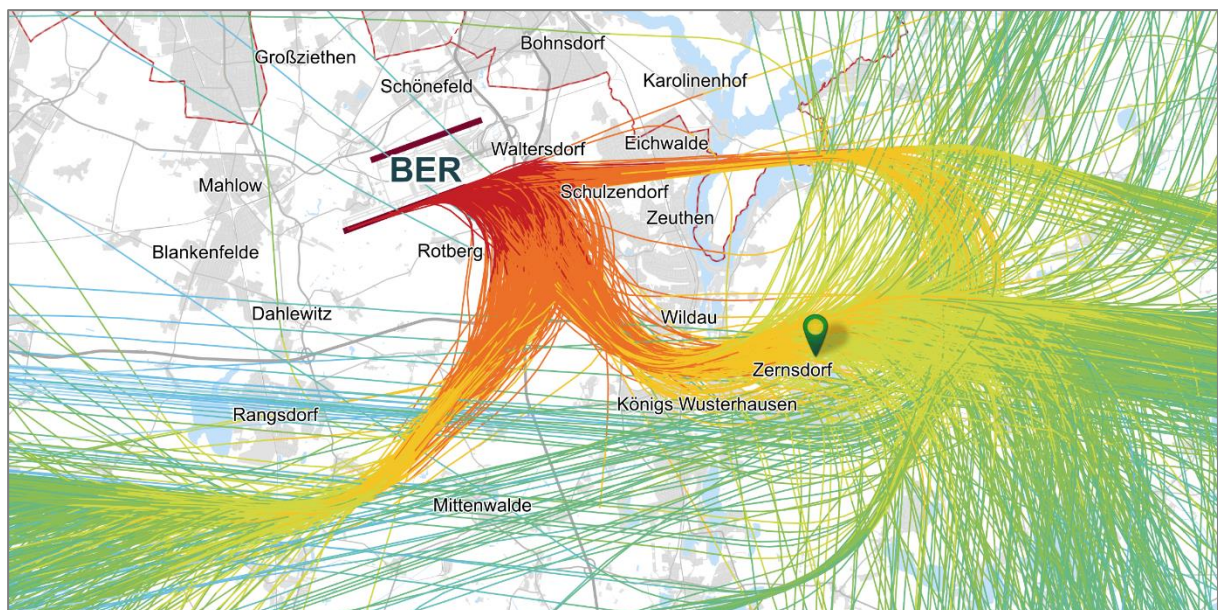 Bohnsdorf
Großziethen
Schönefeld
Karolinenhof
Waltersdorf
Eichwalde
BER
Mahlow
Schulzendorf
Zeuthen
Rotberg
Blankenfelde
Dahlewitz
Wildau
Zernsdorf
Königs Wusterhausen
Rangsdorf
Mittenwalde